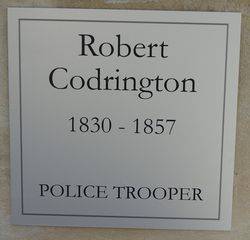 Robert
Codrington
1830 - 1857
POLICE TROOPER